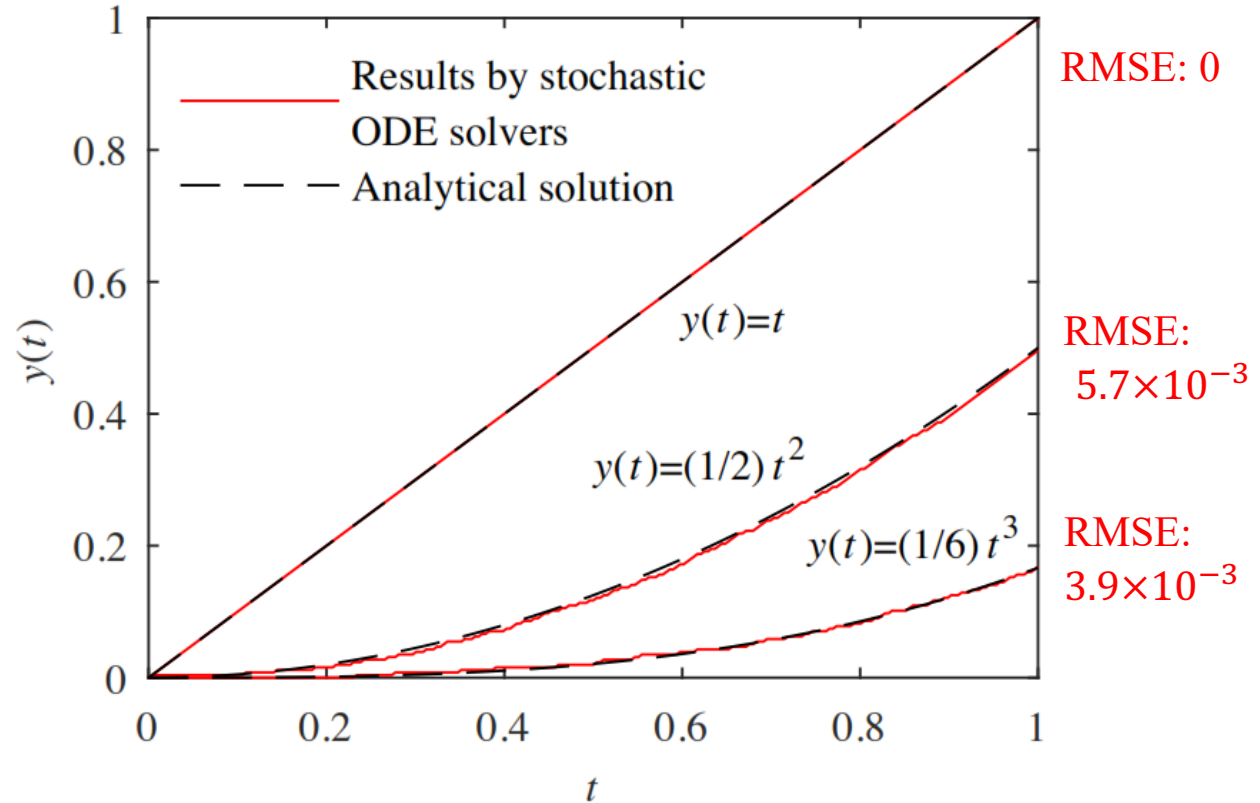 1
RMSE: 0
Results by stochastic
ODE solvers
0.8
Analytical solution
0.6
y(t)=t
RMSE:
5.7×10⁻³
y(t)
0.4
y(t)=(1/2) t²
RMSE:
3.9×10⁻³
0.2
y(t)=(1/6) t³
0
0 0.2 0.4 0.6 0.8 1
t